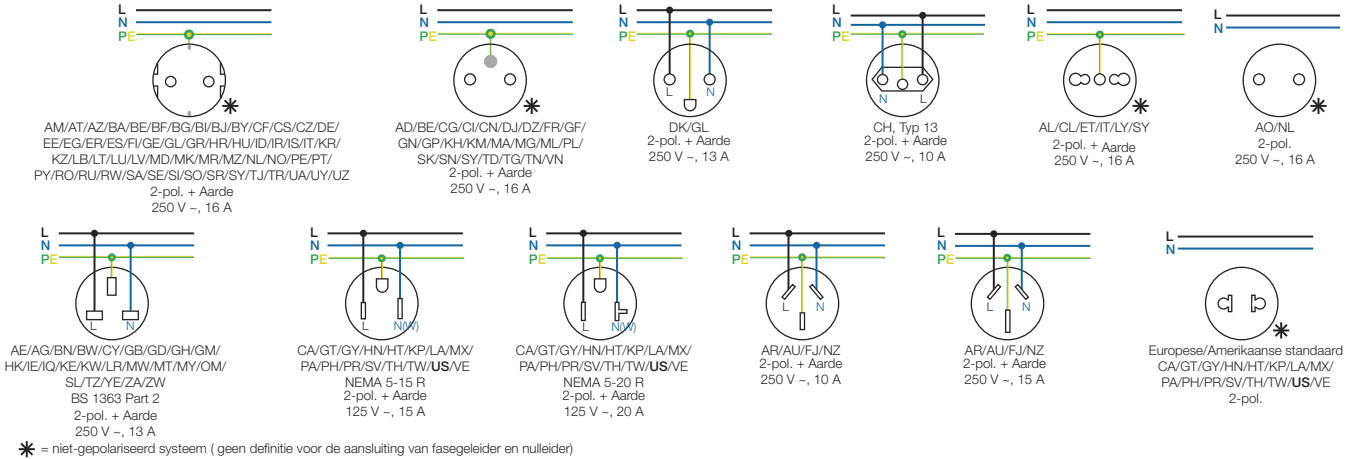 L
N
PE
AM/AT/AZ/BA/BE/BF/BG/BI/BJ/BY/CF/CS/CZ/DE/
EE/EG/ER/ES/FI/GE/GL/GR/HR/HU/ID/IR/IS/IT/KR/
KZ/LB/LT/LU/LV/MD/MK/MR/MZ/NL/NO/PE/PT/
PY/RO/RU/RW/SA/SE/SI/SO/SR/SY/TJ/TR/UA/UY/UZ
2-pol. + Aarde
250 V ~, 16 A
L
N
PE
AD/BE/CG/CI/CN/DJ/DZ/FR/GF/
GN/GP/KH/KM/MA/MG/ML/PL/
SK/SN/SY/TD/TG/TN/VN
2-pol. + Aarde
250 V ~, 16 A
L
N
PE
L
N
DK/GL
2-pol. + Aarde
250 V ~, 13 A
L
N
PE
N
L
CH, Typ 13
2-pol. + Aarde
250 V ~, 10 A
L
N
PE
AL/CL/ET/IT/LY/SY
2-pol. + Aarde
250 V ~, 16 A
L
N
AO/NL
2-pol.
250 V ~, 16 A
L
N
PE
L
N
AE/AG/BN/BW/CY/GB/GD/GH/GM/
HK/IE/IQ/KE/KW/LR/MW/MT/MY/OM/
SL/TZ/YE/ZA/ZW
BS 1363 Part 2
2-pol. + Aarde
250 V ~, 13 A
L
N
PE
L
N(W)
CA/GT/GY/HN/HT/KP/LA/MX/
PA/PH/PR/SV/TH/TW/US/VE
NEMA 5-15 R
2-pol. + Aarde
125 V ~, 15 A
L
N
PE
L
N(W)
CA/GT/GY/HN/HT/KP/LA/MX/
PA/PH/PR/SV/TH/TW/US/VE
NEMA 5-20 R
2-pol. + Aarde
125 V ~, 20 A
L
N
PE
L
N
AR/AU/FJ/NZ
2-pol. + Aarde
250 V ~, 10 A
L
N
PE
L
N
AR/AU/FJ/NZ
2-pol. + Aarde
250 V ~, 15 A
L
N
Europese/Amerikaanse standaard
CA/GT/GY/HN/HT/KP/LA/MX/
PA/PH/PR/SV/TH/TW/US/VE
2-pol.
✱ = niet-gepolariseerd systeem ( geen definitie voor de aansluiting van fasegeleider en nulleider)